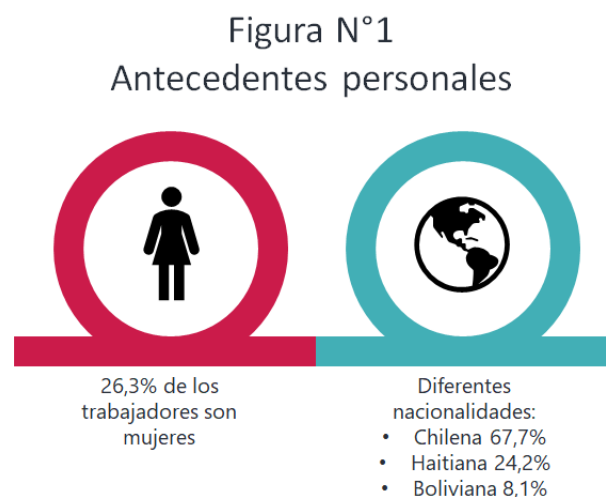 Figura N°1
Antecedentes personales
26,3% de los
trabajadores son
mujeres
Diferentes
nacionalidades:
• Chilena 67,7%
• Haitiana 24,2%
• Boliviana 8,1%